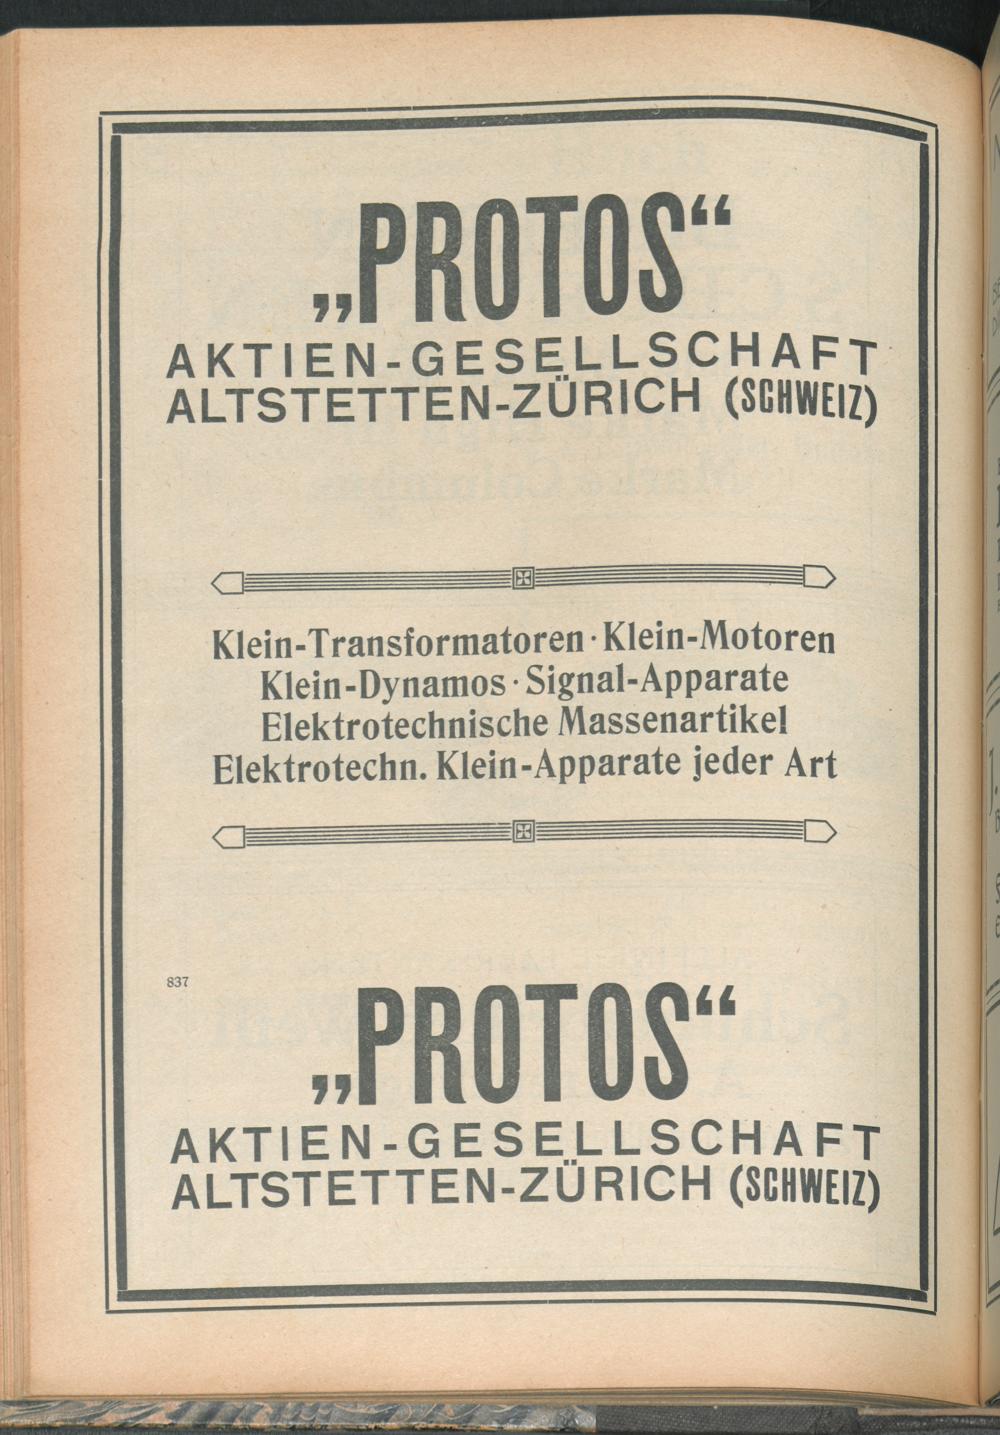 „PROTOS“
AKTIEN-GESELLSCHAFT
ALTSTETTEN-ZÜRICH (SCHWEIZ)
Klein-Transformatoren · Klein-Motoren
Klein-Dynamos · Signal-Apparate
Elektrotechnische Massenartikel
Elektrotechn. Klein-Apparate jeder Art
837
„PROTOS“
AKTIEN-GESELLSCHAFT
ALTSTETTEN-ZÜRICH (SCHWEIZ)